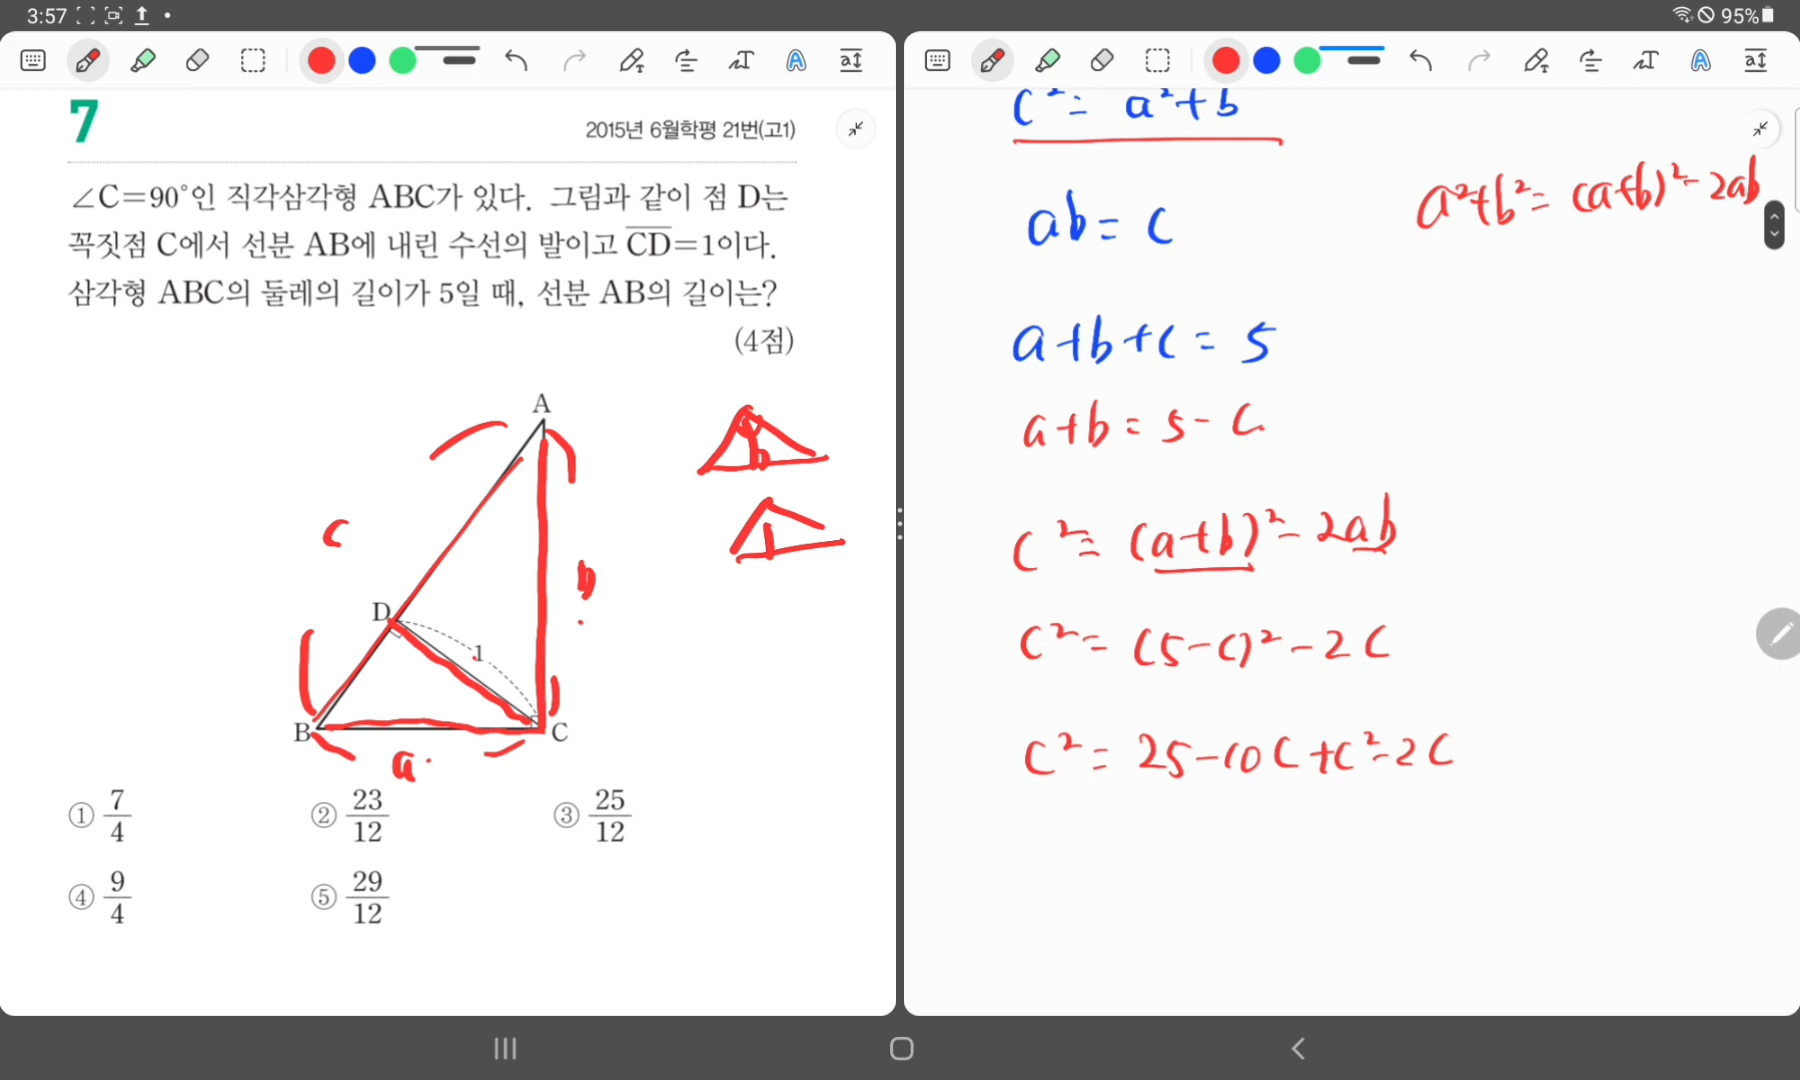 3:57
95%
7
2015년 6월학평 21번(고1)
∠C=90°인 직각삼각형 ABC가 있다. 그림과 같이 점 D는
꼭짓점 C에서 선분 AB에 내린 수선의 발이고 CD=1이다.
삼각형 ABC의 둘레의 길이가 5일 때, 선분 AB의 길이는?
(4점)
A
c
D
b
1
B
C
a
h
① 7/4
② 23/12
③ 25/12
④ 9/4
⑤ 29/12
c²= a²+b
a²+b²= (a+b)²-2ab
ab= c
a+b+c= 5
a+b= 5-c
c²= (a+b)²-2ab
c²= (5-c)²-2c
c²= 25-10c+c²-2c